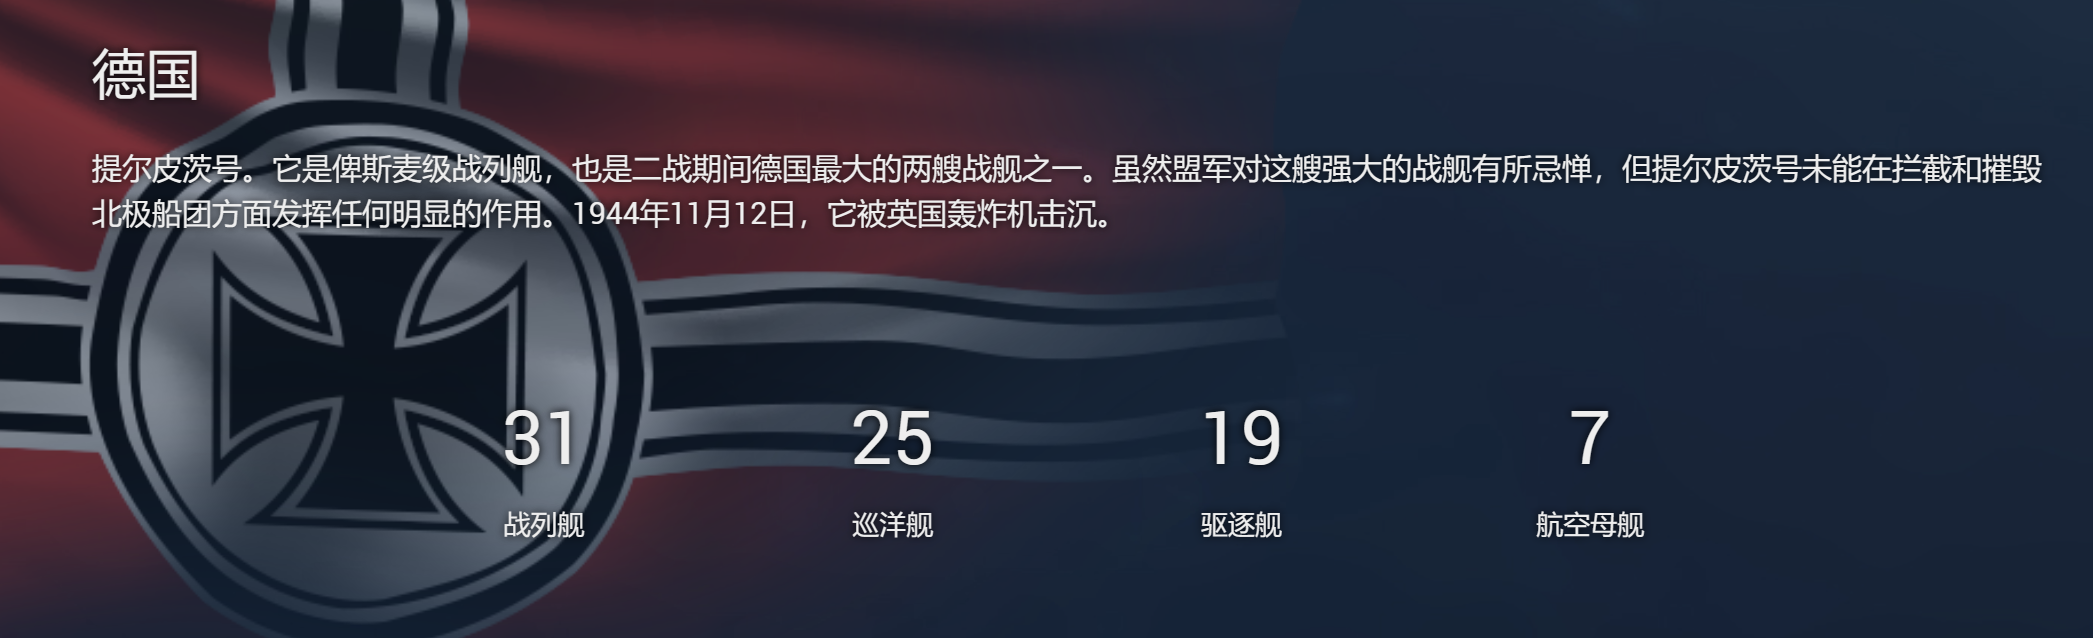 德国
提尔皮茨号。它是俾斯麦级战列舰，也是二战期间德国最大的两艘战舰之一。虽然盟军对这艘强大的战舰有所忌惮，但提尔皮茨号未能在拦截和摧毁
北极船团方面发挥任何明显的作用。1944年11月12日，它被英国轰炸机击沉。
31 25 19 7
战列舰 巡洋舰 驱逐舰 航空母舰